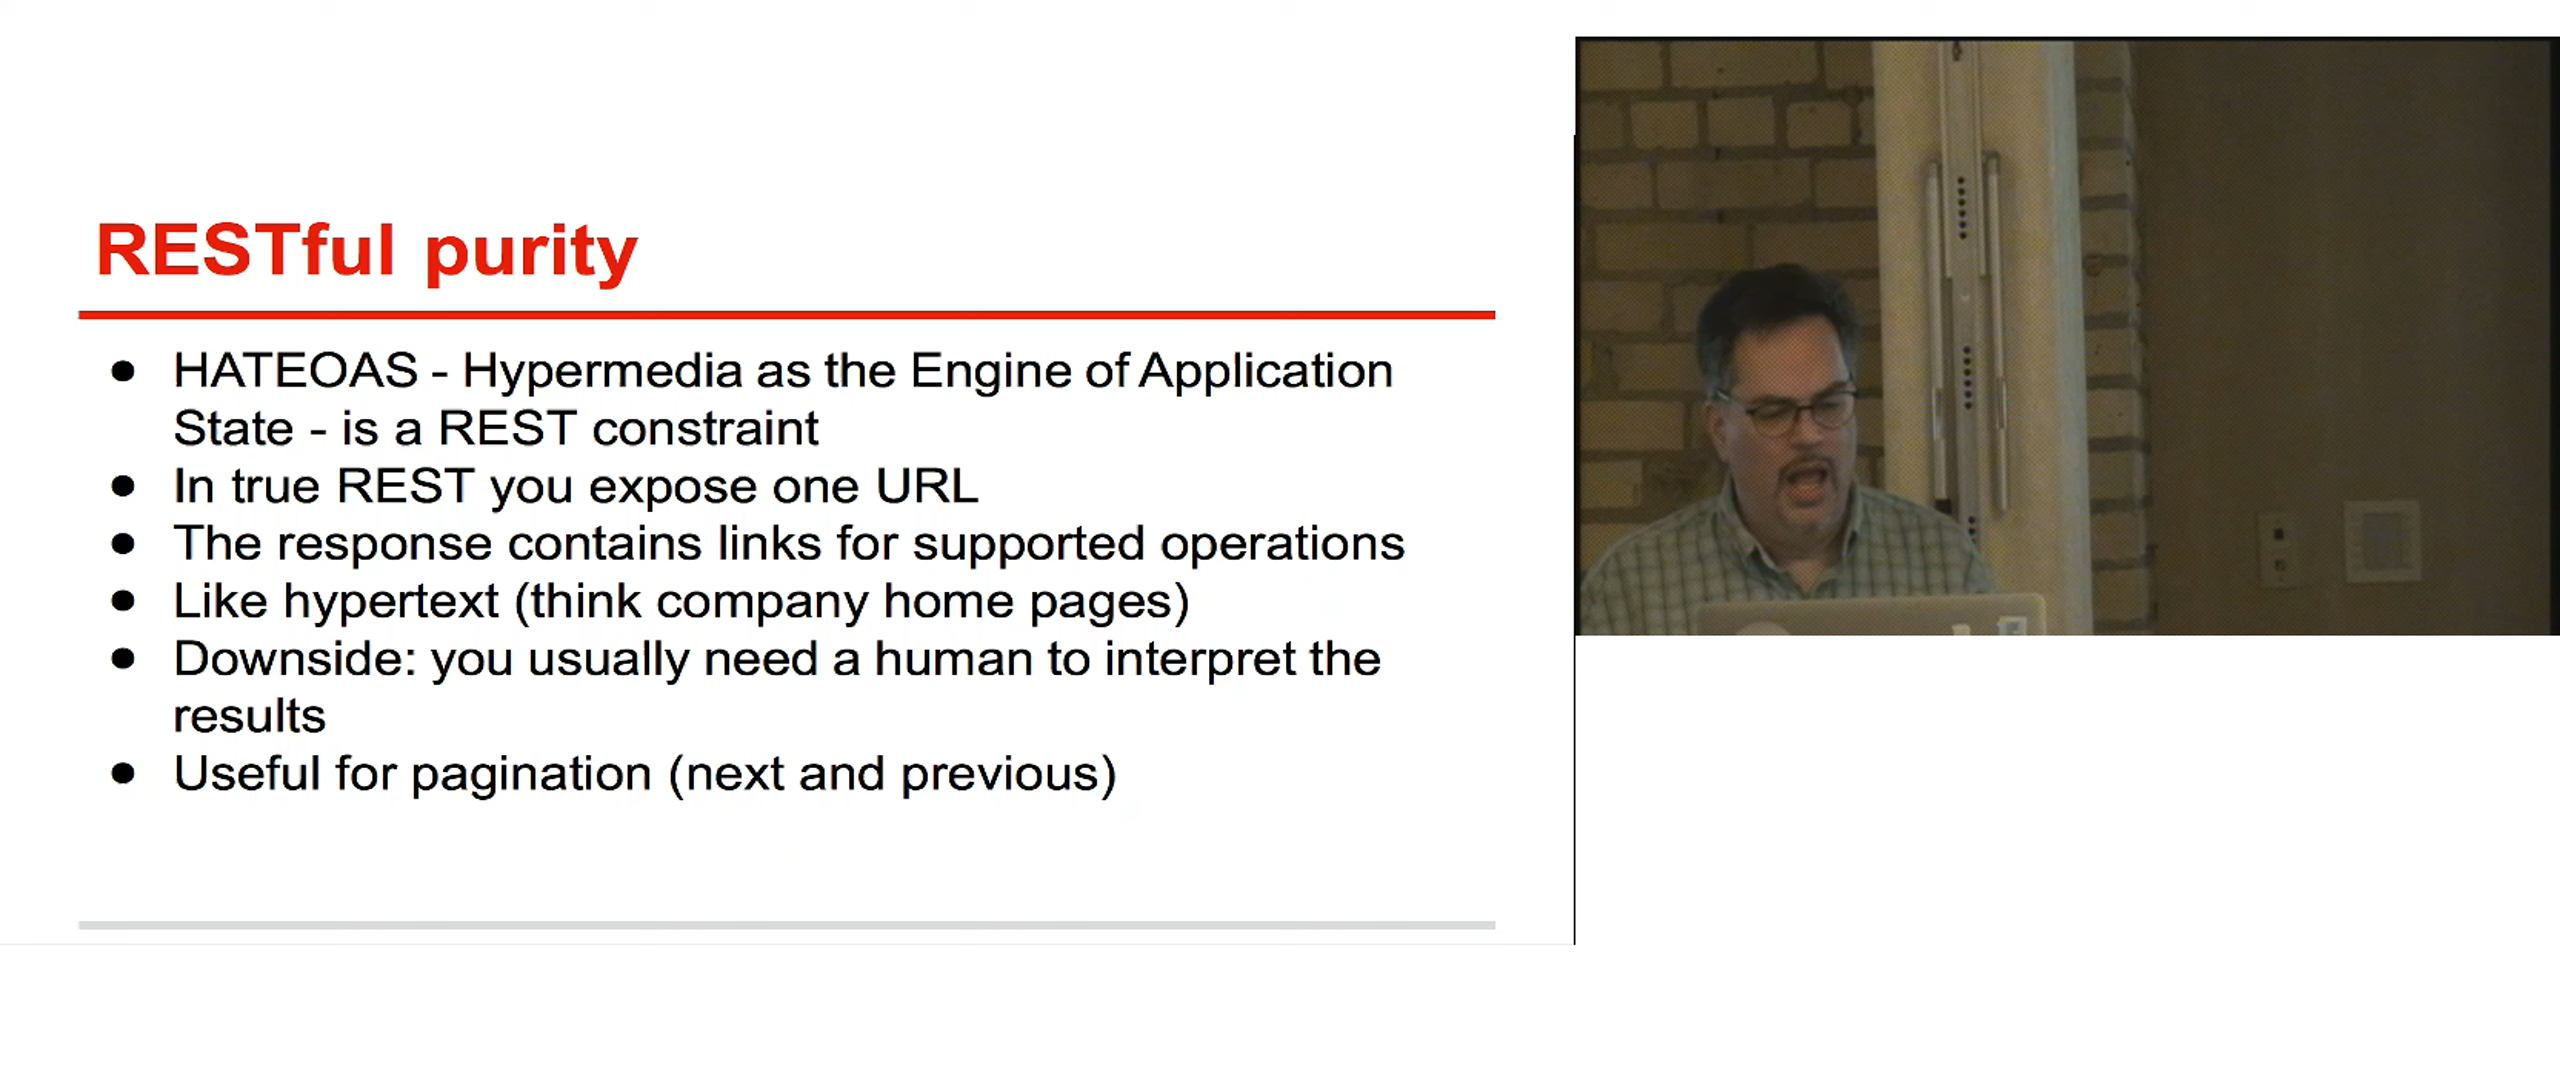 RESTful purity
● HATEOAS - Hypermedia as the Engine of Application
State - is a REST constraint
● In true REST you expose one URL
● The response contains links for supported operations
● Like hypertext (think company home pages)
● Downside: you usually need a human to interpret the
results
● Useful for pagination (next and previous)